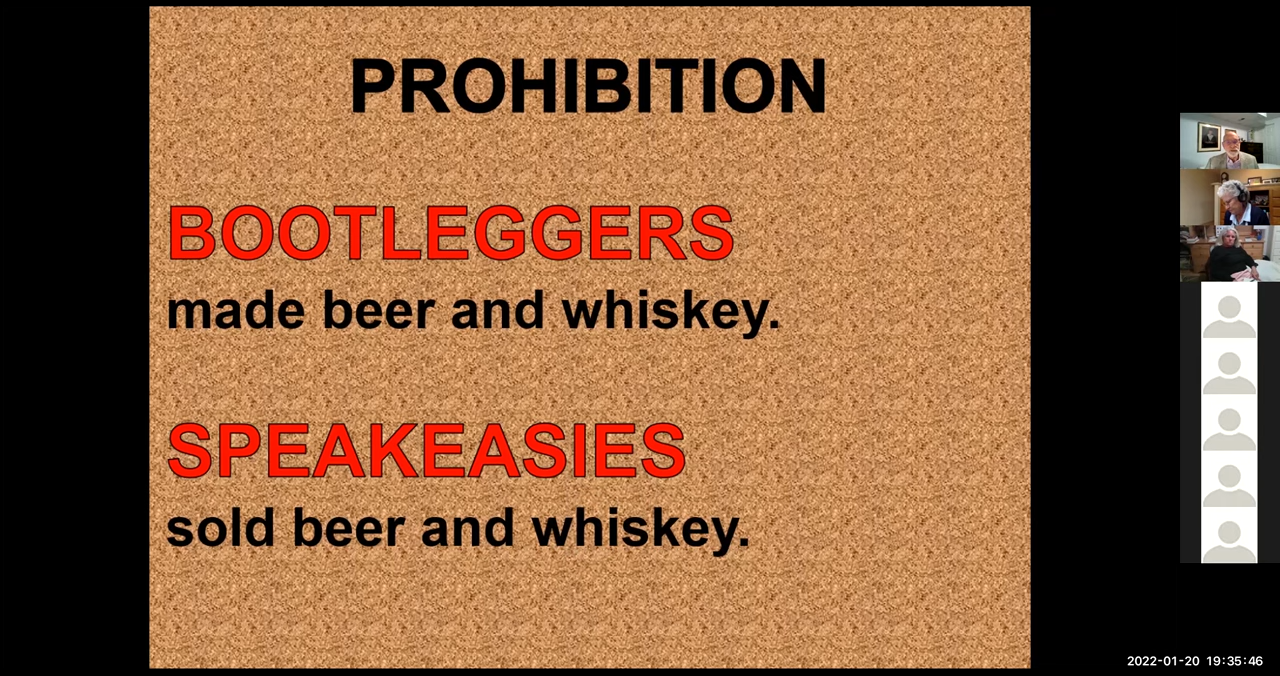 PROHIBITION
BOOTLEGGERS
made beer and whiskey.
SPEAKEASIES
sold beer and whiskey.
2022-01-20 19:35:46